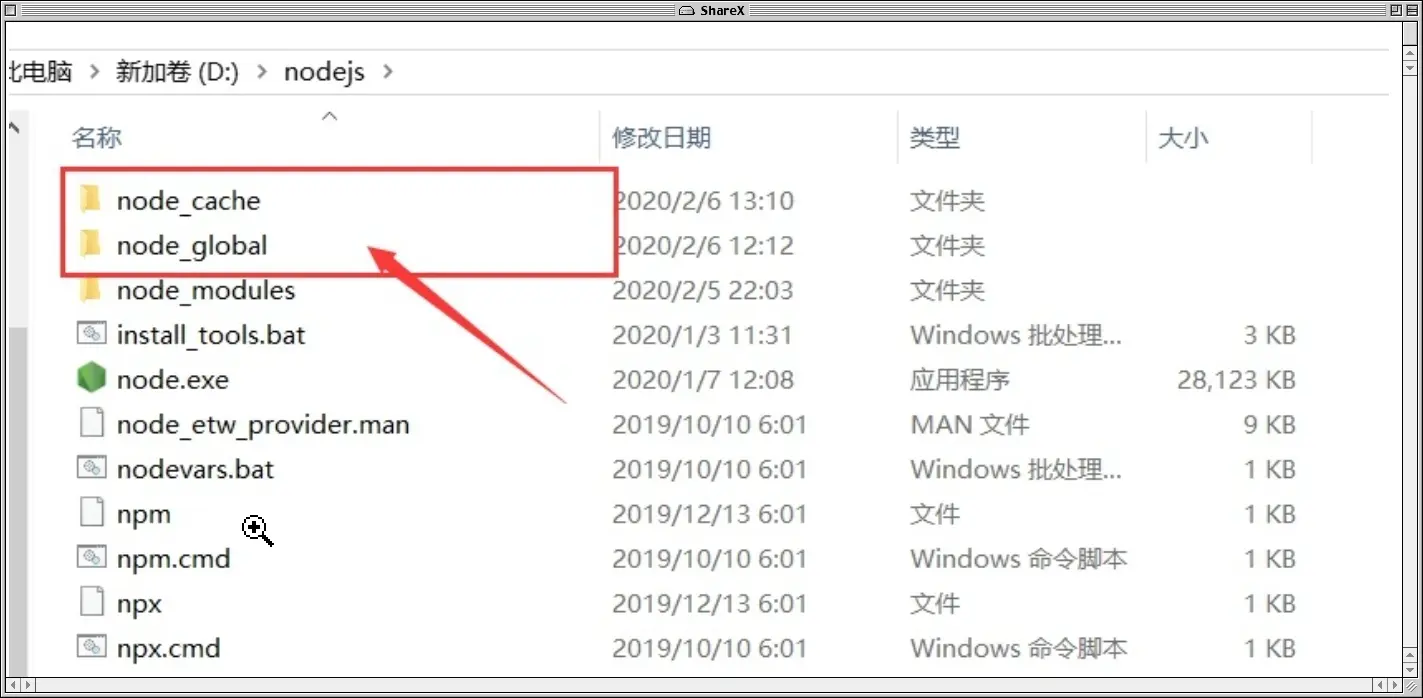 ShareX
此电脑 > 新加卷 (D:) > nodejs >
名称 修改日期 类型 大小
node_cache 2020/2/6 13:10 文件夹
node_global 2020/2/6 12:12 文件夹
node_modules 2020/2/5 22:03 文件夹
install_tools.bat 2020/1/3 11:31 Windows 批处理... 3 KB
node.exe 2020/1/7 12:08 应用程序 28,123 KB
node_etw_provider.man 2019/10/10 6:01 MAN 文件 9 KB
nodevars.bat 2019/10/10 6:01 Windows 批处理... 1 KB
npm 2019/12/13 6:01 文件 1 KB
npm.cmd 2019/10/10 6:01 Windows 命令脚本 1 KB
npx 2019/12/13 6:01 文件 1 KB
npx.cmd 2019/10/10 6:01 Windows 命令脚本 1 KB